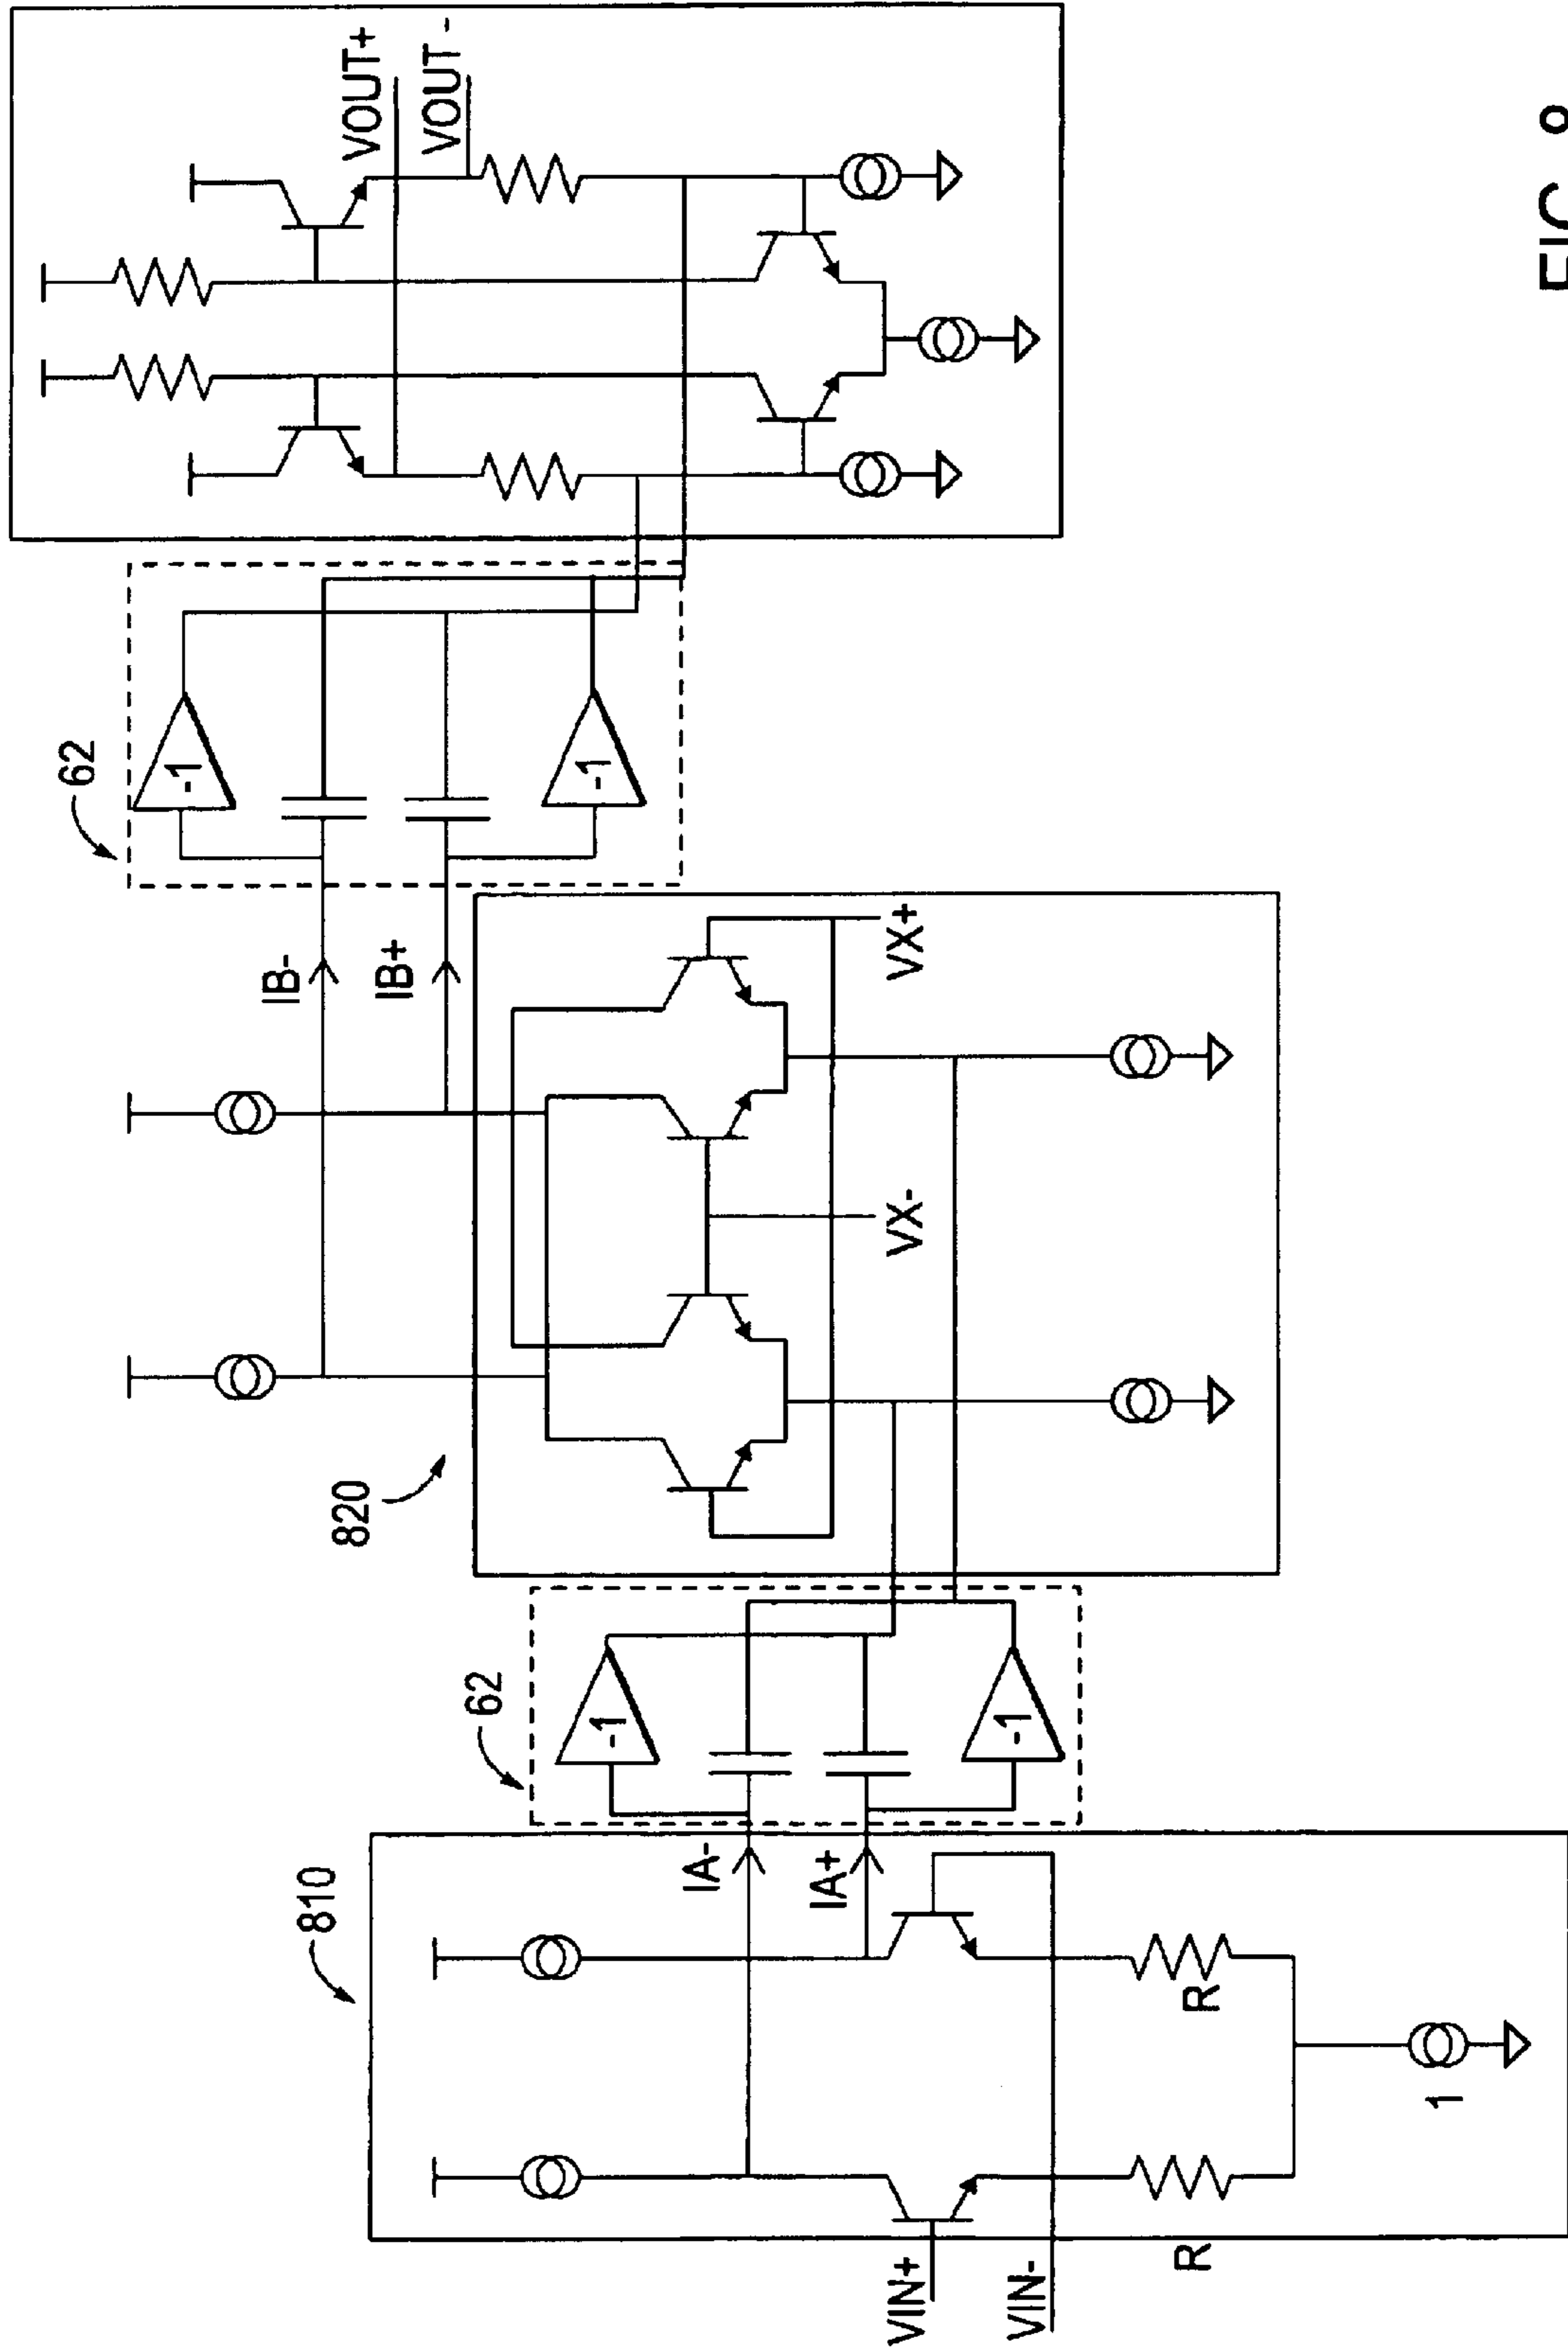 810
VIN+
VIN-
R
R
1
IA-
IA+
62
-1
-1
820
VX-
VX+
IB-
IB+
62
-1
-1
VOUT+
VOUT-
FIG